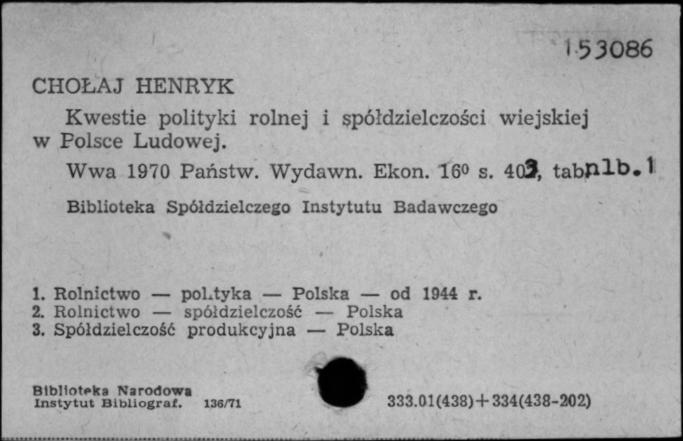 153086
CHOŁAJ HENRYK
Kwestie polityki rolnej i spółdzielczości wiejskiej
w Polsce Ludowej.
Wwa 1970 Państw. Wydawn. Ekon. 16⁰ s. 403, tab. nlb. 1
Biblioteka Spółdzielczego Instytutu Badawczego
1. Rolnictwo — polityka — Polska — od 1944 r.
2. Rolnictwo — spółdzielczość — Polska
3. Spółdzielczość produkcyjna — Polska
Biblioteka Narodowa
Instytut Bibliograf. 136/71
333.01(438)+334(438-202)